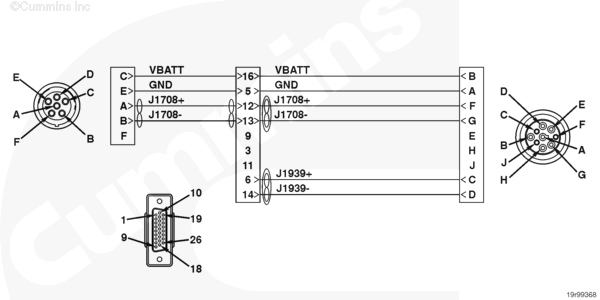 ©Cummins Inc
Cummins
VBATT VBATT
C 16 B
GND GND
E 5 A
J1708+ J1708+
A 12 F
J1708- J1708-
B 13 G
F 9 E
3 H
11 J
J1939+
6 C
J1939-
14 D
E D C A F B
D E C F B A J G H
10
1 19
9 26
18
19r99368